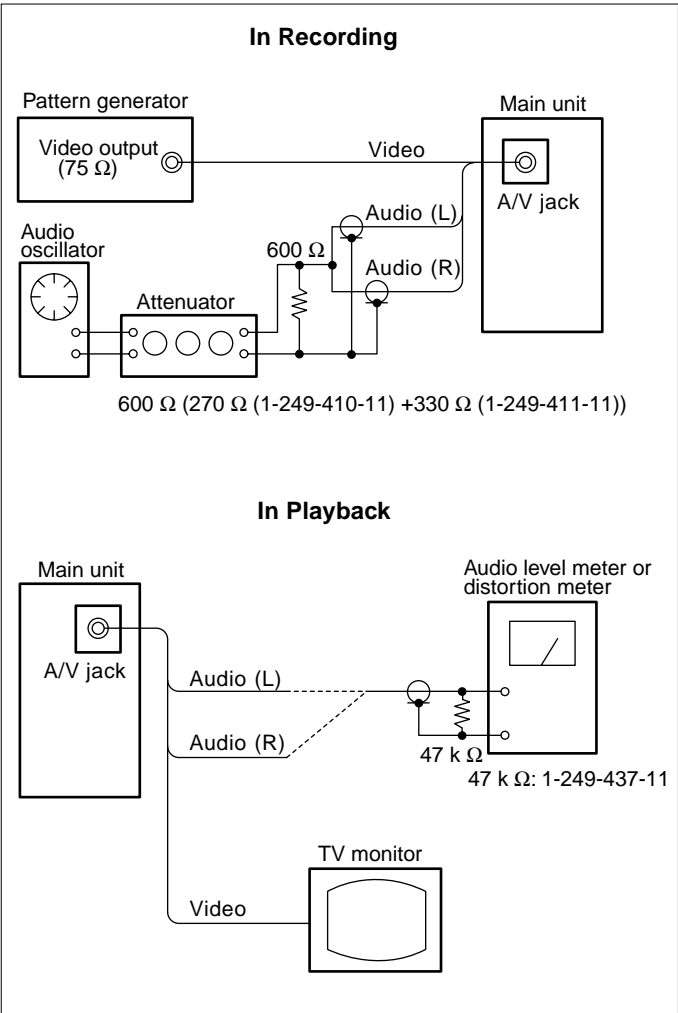 In Recording
Pattern generator
Main unit
Video output
(75 Ω)
Video
A/V jack
Audio
oscillator
Audio (L)
600 Ω
Audio (R)
Attenuator
600 Ω (270 Ω (1-249-410-11) +330 Ω (1-249-411-11))
In Playback
Main unit
Audio level meter or
distortion meter
A/V jack
Audio (L)
Audio (R)
47 k Ω
47 k Ω: 1-249-437-11
TV monitor
Video